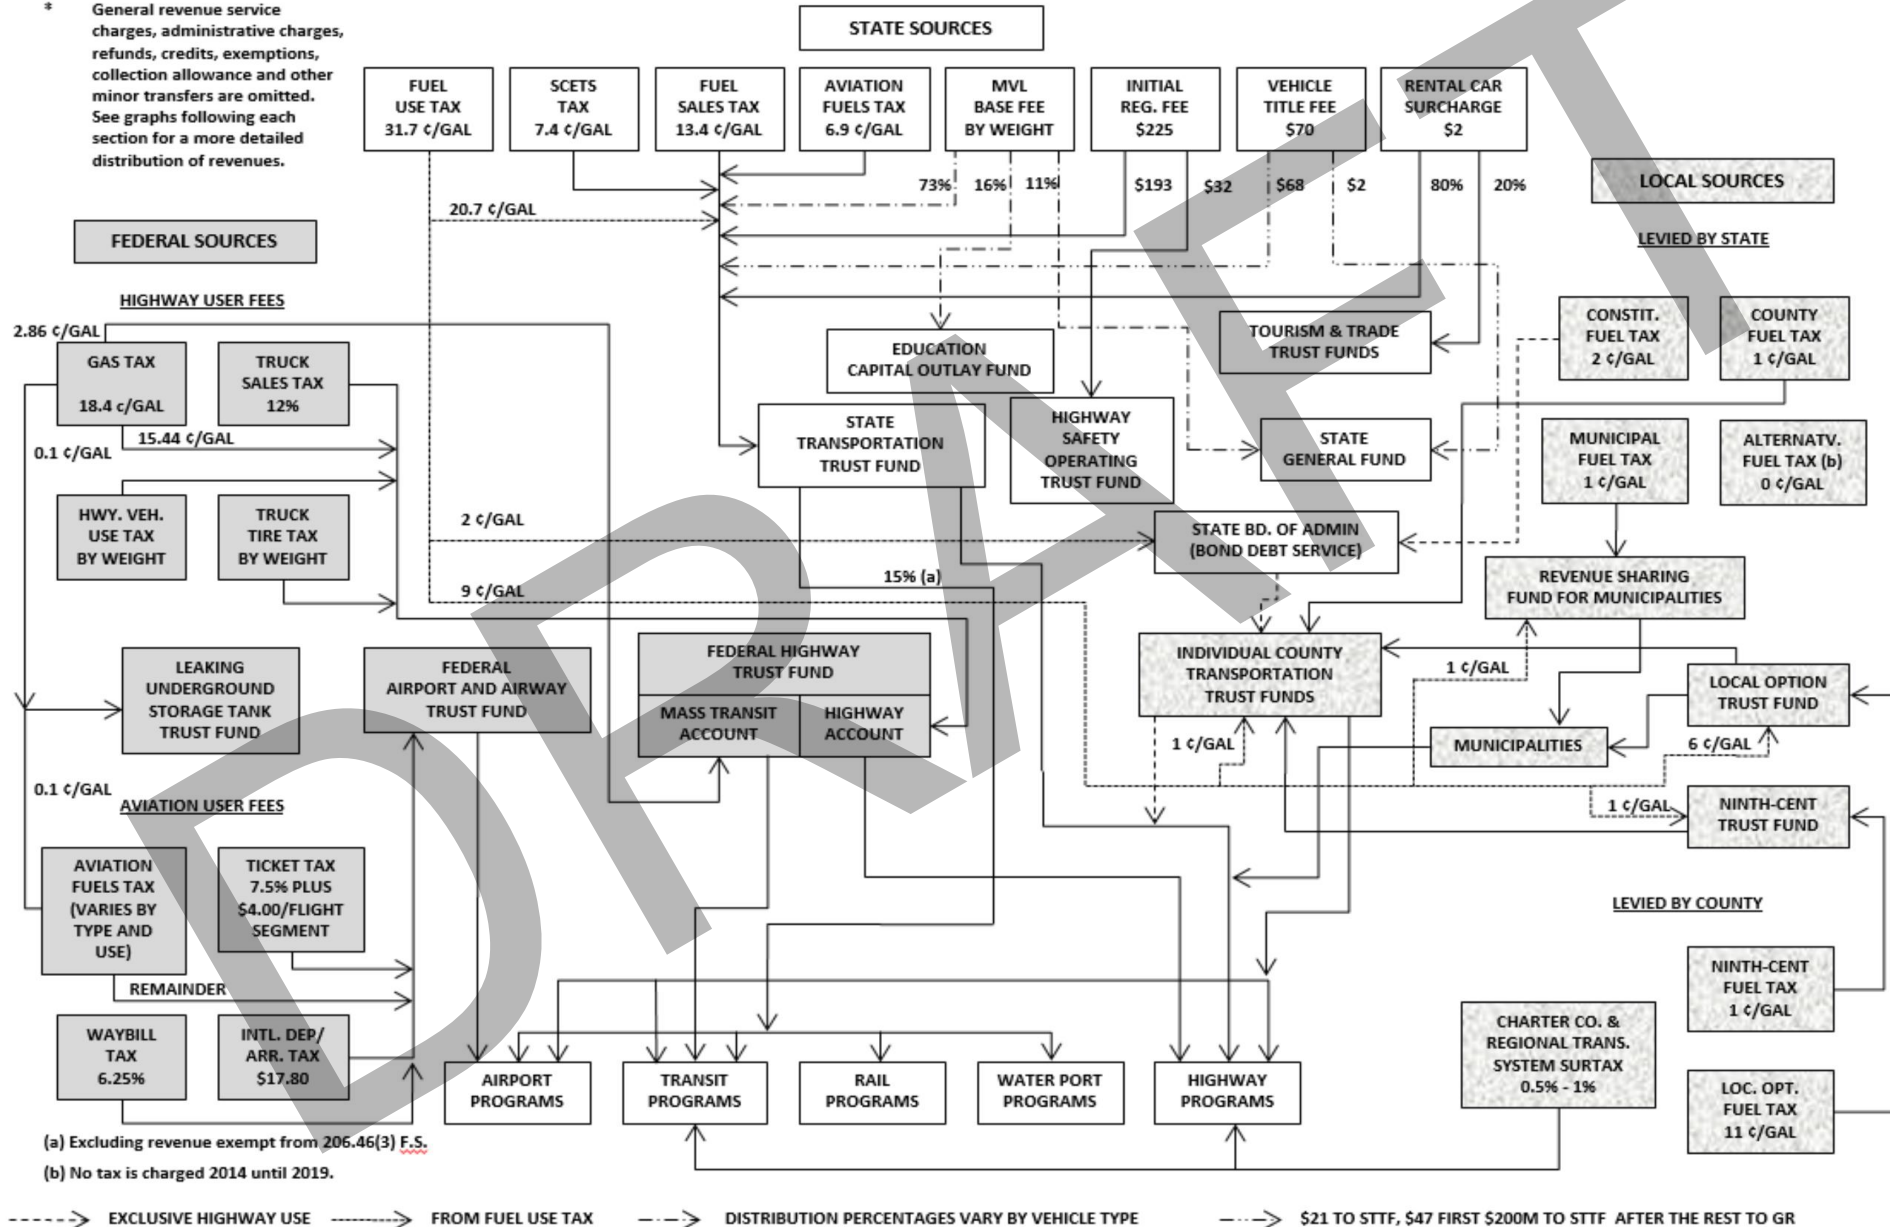 * General revenue service
charges, administrative charges,
refunds, credits, exemptions,
collection allowance and other
minor transfers are omitted.
See graphs following each
section for a more detailed
distribution of revenues.
STATE SOURCES
FUEL
USE TAX
31.7 ¢/GAL
SCETS
TAX
7.4 ¢/GAL
FUEL
SALES TAX
13.4 ¢/GAL
AVIATION
FUELS TAX
6.9 ¢/GAL
MVL
BASE FEE
BY WEIGHT
INITIAL
REG. FEE
$225
VEHICLE
TITLE FEE
$70
RENTAL CAR
SURCHARGE
$2
73%
16%
11%
$193
$32
$68
$2
80%
20%
20.7 ¢/GAL
LOCAL SOURCES
LEVIED BY STATE
FEDERAL SOURCES
HIGHWAY USER FEES
2.86 ¢/GAL
GAS TAX
18.4 c/GAL
TRUCK
SALES TAX
12%
15.44 ¢/GAL
0.1 ¢/GAL
HWY. VEH.
USE TAX
BY WEIGHT
TRUCK
TIRE TAX
BY WEIGHT
EDUCATION
CAPITAL OUTLAY FUND
TOURISM & TRADE
TRUST FUNDS
CONSTIT.
FUEL TAX
2 ¢/GAL
COUNTY
FUEL TAX
1 ¢/GAL
STATE
TRANSPORTATION
TRUST FUND
HIGHWAY
SAFETY
OPERATING
TRUST FUND
STATE
GENERAL FUND
MUNICIPAL
FUEL TAX
1 ¢/GAL
ALTERNATV.
FUEL TAX (b)
0 ¢/GAL
2 ¢/GAL
STATE BD. OF ADMIN
(BOND DEBT SERVICE)
15% (a)
9 ¢/GAL
REVENUE SHARING
FUND FOR MUNICIPALITIES
LEAKING
UNDERGROUND
STORAGE TANK
TRUST FUND
FEDERAL
AIRPORT AND AIRWAY
TRUST FUND
FEDERAL HIGHWAY
TRUST FUND
MASS TRANSIT
ACCOUNT
HIGHWAY
ACCOUNT
INDIVIDUAL COUNTY
TRANSPORTATION
TRUST FUNDS
1 ¢/GAL
LOCAL OPTION
TRUST FUND
1 ¢/GAL
MUNICIPALITIES
6 ¢/GAL
0.1 ¢/GAL
AVIATION USER FEES
1 ¢/GAL
NINTH-CENT
TRUST FUND
AVIATION
FUELS TAX
(VARIES BY
TYPE AND
USE)
TICKET TAX
7.5% PLUS
$4.00/FLIGHT
SEGMENT
REMAINDER
LEVIED BY COUNTY
NINTH-CENT
FUEL TAX
1 ¢/GAL
WAYBILL
TAX
6.25%
INTL. DEP/
ARR. TAX
$17.80
CHARTER CO. &
REGIONAL TRANS.
SYSTEM SURTAX
0.5% - 1%
AIRPORT
PROGRAMS
TRANSIT
PROGRAMS
RAIL
PROGRAMS
WATER PORT
PROGRAMS
HIGHWAY
PROGRAMS
LOC. OPT.
FUEL TAX
11 ¢/GAL
(a) Excluding revenue exempt from 206.46(3) F.S.
(b) No tax is charged 2014 until 2019.
EXCLUSIVE HIGHWAY USE
FROM FUEL USE TAX
DISTRIBUTION PERCENTAGES VARY BY VEHICLE TYPE
$21 TO STTF, $47 FIRST $200M TO STTF AFTER THE REST TO GR
DRAFT